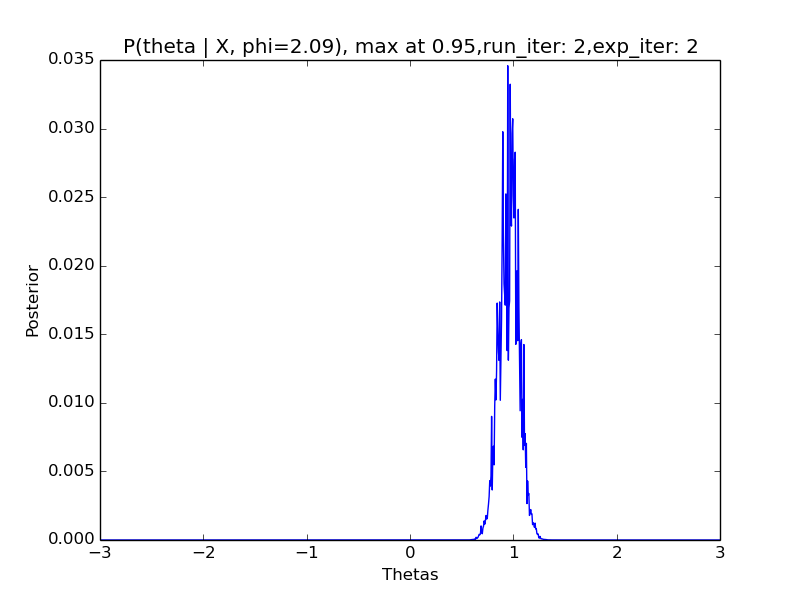 P(theta | X, phi=2.09), max at 0.95,run_iter: 2,exp_iter: 2
0.035
0.030
0.025
0.020
0.015
0.010
0.005
0.000
Posterior
−3 −2 −1 0 1 2 3
Thetas